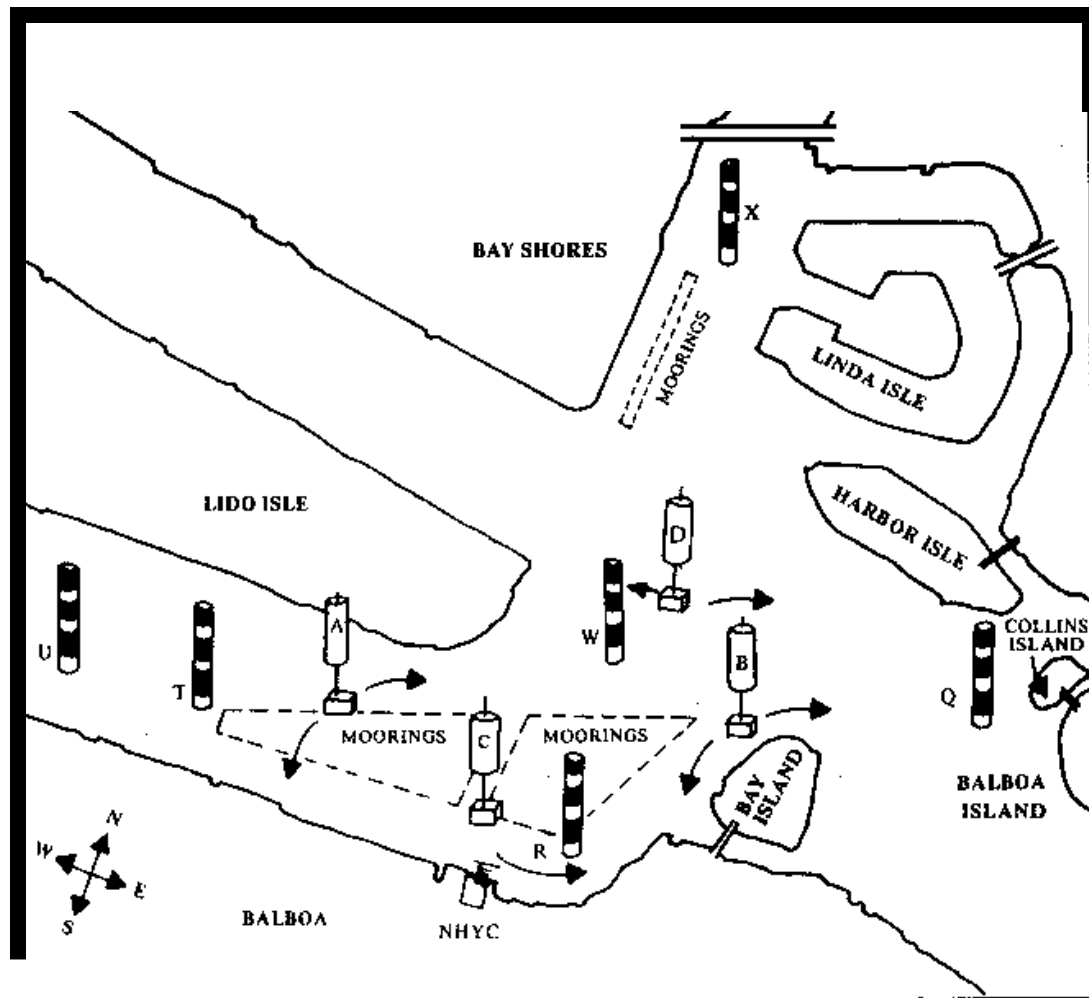 X
BAY SHORES
MOORINGS
LINDA ISLE
LIDO ISLE
HARBOR ISLE
D
COLLINS
ISLAND
U
T
A
W
B
Q
MOORINGS
C
MOORINGS
BAY
ISLAND
BALBOA
ISLAND
R
N
W
E
S
BALBOA
NHYC